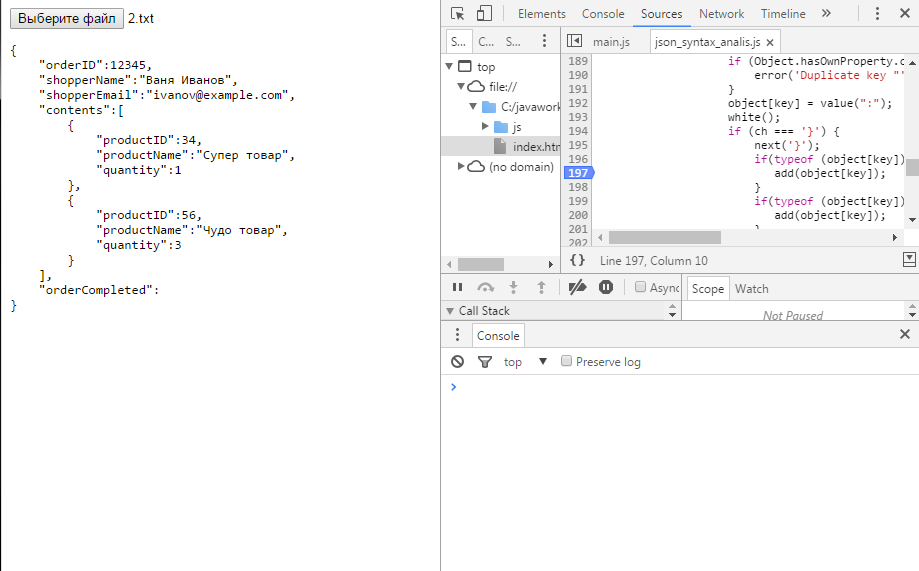 Выберите файл 2.txt
{
"orderID":12345,
"shopperName":"Ваня Иванов",
"shopperEmail":"ivanov@example.com",
"contents":[
{
"productID":34,
"productName":"Супер товар",
"quantity":1
},
{
"productID":56,
"productName":"Чудо товар",
"quantity":3
}
],
"orderCompleted":
}
Elements Console Sources Network Timeline »
S... C... S...
top
file://
C:/javawork
js
index.htm
(no domain)
main.js json_syntax_analis.js ×
189 if (Object.hasOwnProperty.c
190 error('Duplicate key "'
191 }
192 object[key] = value(":");
193 white();
194 if (ch === '}') {
195 next('}');
196 if(typeof (object[key])
197 add(object[key]);
198 }
199 if(typeof (object[key])
200 add(object[key]);
201 }
202
{} Line 197, Column 10
Async
Call Stack
Scope Watch
Not Paused
Console
top Preserve log
>